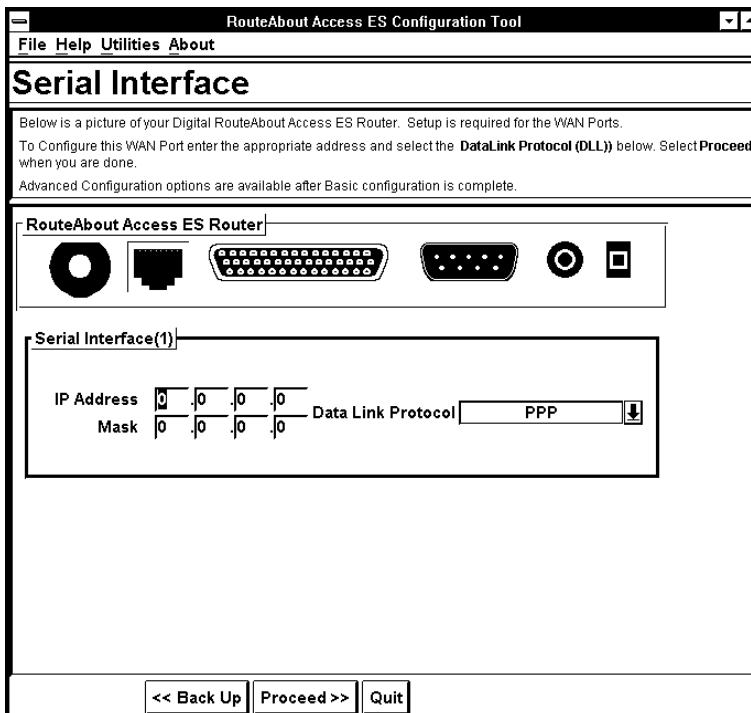 RouteAbout Access ES Configuration Tool
File Help Utilities About
Serial Interface
Below is a picture of your Digital RouteAbout Access ES Router. Setup is required for the WAN Ports.
To Configure this WAN Port enter the appropriate address and select the DataLink Protocol (DLL)) below. Select Proceed
when you are done.
Advanced Configuration options are available after Basic configuration is complete.
RouteAbout Access ES Router
Serial Interface(1)
IP Address 0 .0 .0 .0
Mask 0 .0 .0 .0
Data Link Protocol PPP
<< Back Up Proceed >> Quit